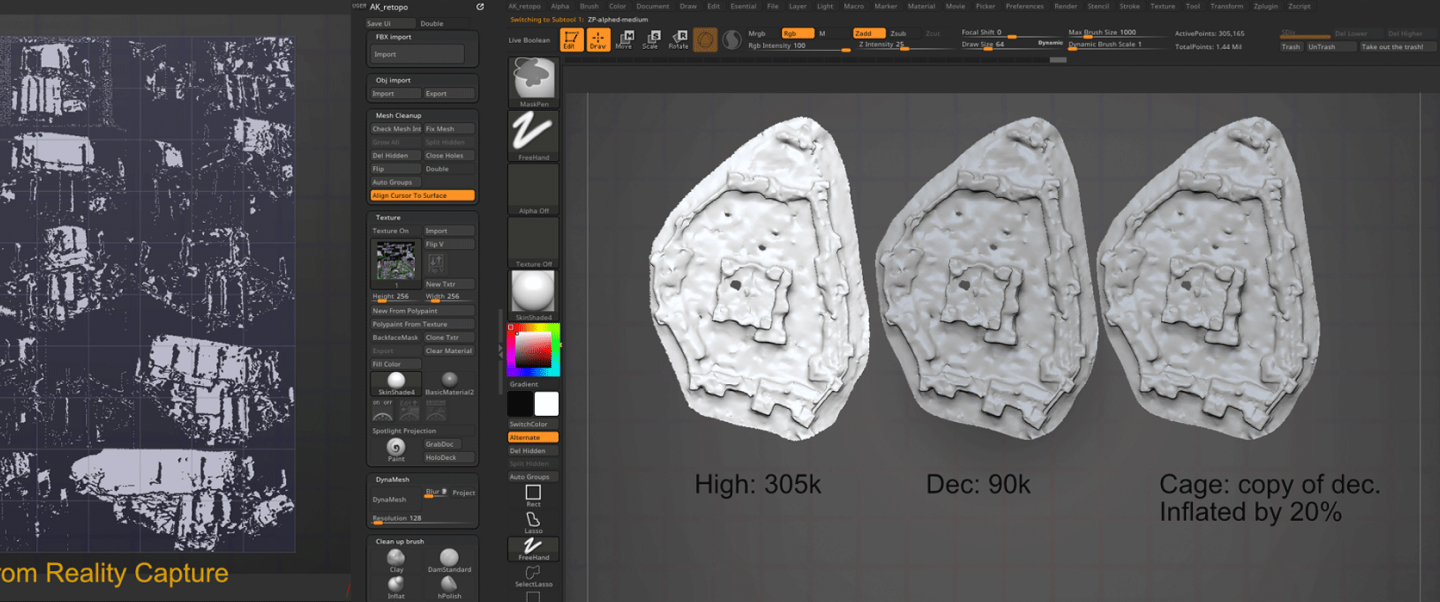 om Reality Capture
AK_retopo
Save Ui
Double
FBX import
Import
Obj import
Import
Export
Mesh Cleanup
Check Mesh Int
Fix Mesh
Grow All
Split Hidden
Del Hidden
Close Holes
Flip
Double
Auto Groups
Align Cursor To Surface
Texture
Texture On
Import
Flip V
1
New Txtr
Height 256
Width 256
New From Polypaint
Polypaint From Texture
BackfaceMask
Clone Txtr
Export
Clear Material
Fill Color
SkinShade4
BasicMaterial2
on off
Spotlight Projection
Paint
GrabDoc
HoloDeck
DynaMesh
DynaMesh
Blur 2
Project
Resolution 128
Clean up brush
Clay
DamStandard
Inflat
hPolish
AK_retopo Alpha Brush Color Document Draw Edit Esential File Layer Light Macro Marker Material Movie Picker Preferences Render Stencil Stroke Texture Tool Transform Zplugin Zscript
Switching to Subtool 1: ZP-alphed-medium
Live Boolean
Edit
Draw
Move
Scale
Rotate
Mrgb
Rgb
M
Rgb Intensity 100
Zadd
Zsub
Zcut
Z Intensity 25
Focal Shift 0
Draw Size 64
Dynamic
Max Brush Size 1000
Dynamic Brush Scale 1
ActivePoints: 305,165
TotalPoints: 1.44 Mil
SDiv
Del Lower
Del Higher
Trash
UnTrash
Take out the trash!
MaskPen
FreeHand
Alpha Off
Texture Off
SkinShade4
Gradient
SwitchColor
Alternate
Del Hidden
Split Hidden
Auto Groups
Rect
Lasso
FreeHand
SelectLasso
High: 305k
Dec: 90k
Cage: copy of dec.
Inflated by 20%